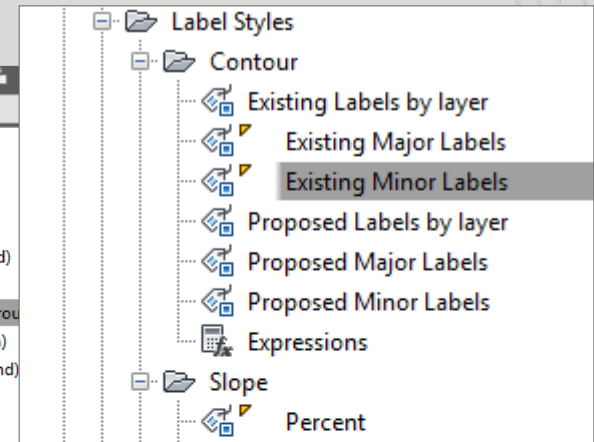 Label Styles
Contour
Existing Labels by layer
Existing Major Labels
Existing Minor Labels
Proposed Labels by layer
Proposed Major Labels
Proposed Minor Labels
Expressions
Slope
Percent